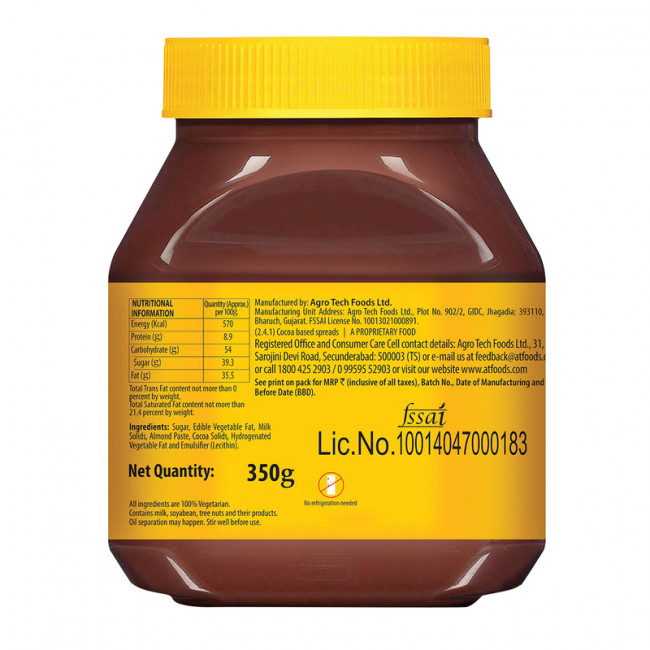 NUTRITIONAL INFORMATION Quantity (Approx.) per 100g
Energy (Kcal) 570
Protein (g) 8.9
Carbohydrate (g) 54
Sugar (g) 39.3
Fat (g) 35.5
Total Trans Fat content not more than 0
percent by weight.
Total Saturated Fat content not more than
21.4 percent by weight.
Ingredients: Sugar, Edible Vegetable Fat, Milk
Solids, Almond Paste, Cocoa Solids, Hydrogenated
Vegetable Fat and Emulsifier (Lecithin).
Net Quantity: 350g
All ingredients are 100% Vegetarian.
Contains milk, soyabean, tree nuts and their products.
Oil separation may happen. Stir well before use.
Manufactured by: Agro Tech Foods Ltd.
Manufacturing Unit Address: Agro Tech Foods Ltd., Plot No. 902/2, GIDC, Jhagadia: 393110,
Bharuch, Gujarat. FSSAI License No. 10013021000891.
(2.4.1) Cocoa based spreads | A PROPRIETARY FOOD
Registered Office and Consumer Care Cell contact details: Agro Tech Foods Ltd., 31,
Sarojini Devi Road, Secunderabad: 500003 (TS) or e-mail us at feedback@atfoods.c
or call 1800 425 2903 / 0 99595 52903 or visit our website www.atfoods.com
See print on pack for MRP ₹ (inclusive of all taxes), Batch No., Date of Manufacturing and
Before Date (BBD).
fssai
Lic.No.10014047000183
No refrigeration needed